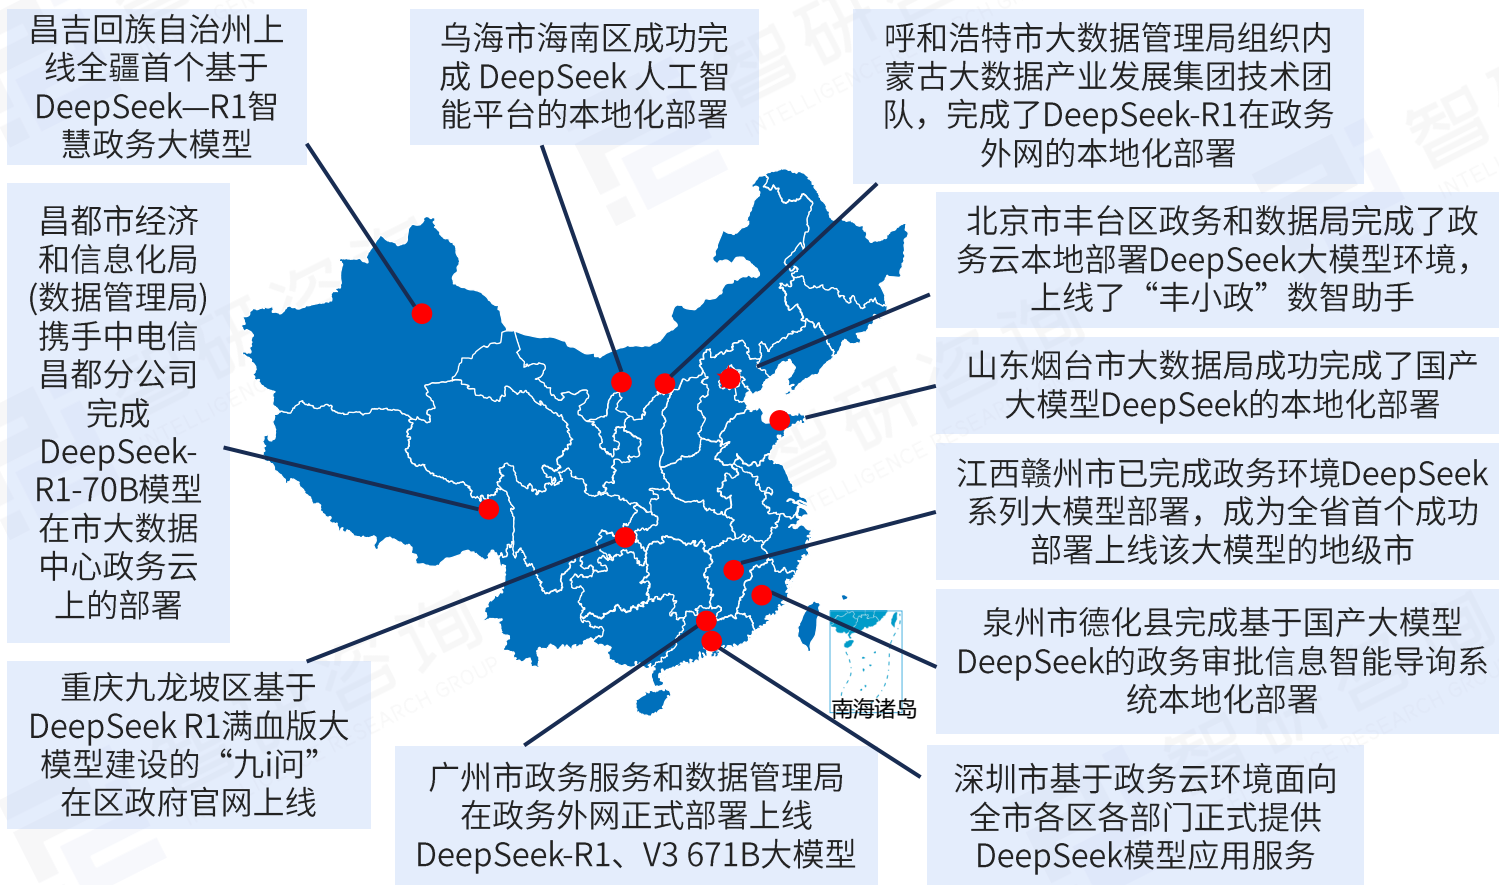 昌吉回族自治州上
线全疆首个基于
DeepSeek—R1智
慧政务大模型
乌海市海南区成功完
成 DeepSeek 人工智
能平台的本地化部署
呼和浩特市大数据管理局组织内
蒙古大数据产业发展集团技术团
队，完成了DeepSeek-R1在政务
外网的本地化部署
昌都市经济
和信息化局
(数据管理局)
携手中电信
昌都分公司
完成
DeepSeek-
R1-70B模型
在市大数据
中心政务云
上的部署
北京市丰台区政务和数据局完成了政
务云本地部署DeepSeek大模型环境，
上线了“丰小政”数智助手
山东烟台市大数据局成功完成了国产
大模型DeepSeek的本地化部署
江西赣州市已完成政务环境DeepSeek
系列大模型部署，成为全省首个成功
部署上线该大模型的地级市
泉州市德化县完成基于国产大模型
DeepSeek的政务审批信息智能导询系
统本地化部署
南海诸岛
重庆九龙坡区基于
DeepSeek R1满血版大
模型建设的“九i问”
在区政府官网上线
广州市政务服务和数据管理局
在政务外网正式部署上线
DeepSeek-R1、V3 671B大模型
深圳市基于政务云环境面向
全市各区各部门正式提供
DeepSeek模型应用服务